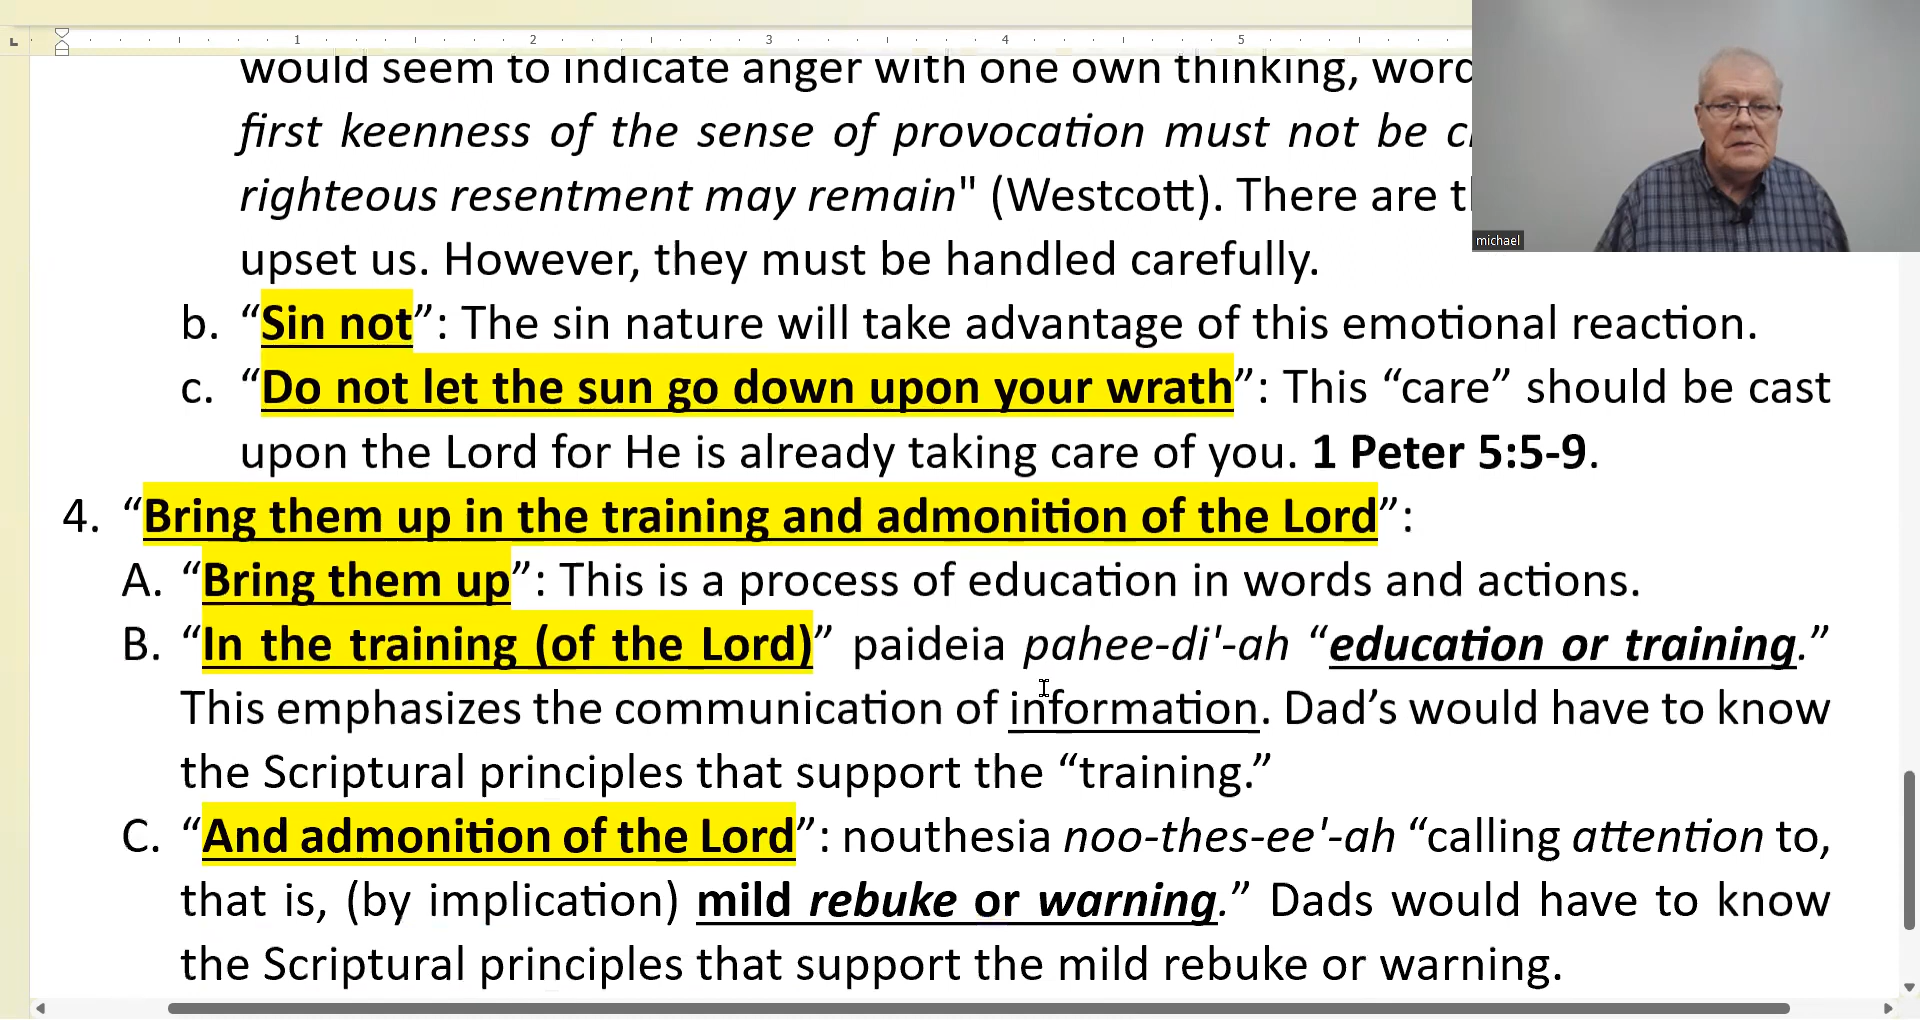 1 2 3 4 5
would seem to indicate anger with one own thinking,
first keenness of the sense of provocation must not be
righteous resentment may remain" (Westcott). There are
michael
upset us. However, they must be handled carefully.
b. “Sin not”: The sin nature will take advantage of this emotional reaction.
c. “Do not let the sun go down upon your wrath”: This “care” should be cast
upon the Lord for He is already taking care of you. 1 Peter 5:5-9.
4. “Bring them up in the training and admonition of the Lord”:
A. “Bring them up”: This is a process of education in words and actions.
B. “In the training (of the Lord)” paideia pahee-di'-ah “education or training.”
This emphasizes the communication of information. Dad’s would have to know
the Scriptural principles that support the “training.”
C. “And admonition of the Lord”: nouthesia noo-thes-ee'-ah “calling attention to,
that is, (by implication) mild rebuke or warning.” Dads would have to know
the Scriptural principles that support the mild rebuke or warning.